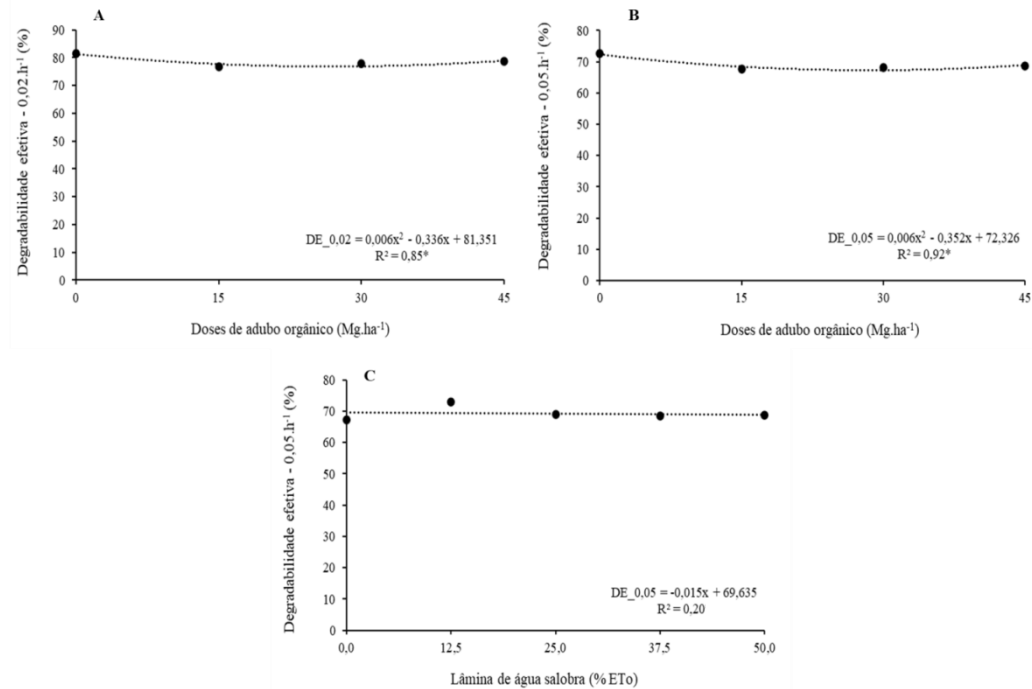 A
Degradabilidade efetiva - 0,02.h⁻¹ (%)
90
80
70
60
50
40
30
20
10
0
DE_0,02 = 0,006x² - 0,336x + 81,351
R² = 0,85*
0 15 30 45
Doses de adubo orgânico (Mg.ha⁻¹)
B
Degradabilidade efetiva - 0,05.h⁻¹ (%)
80
70
60
50
40
30
20
10
0
DE_0,05 = 0,006x² - 0,352x + 72,326
R² = 0,92*
0 15 30 45
Doses de adubo orgânico (Mg.ha⁻¹)
C
Degradabilidade efetiva - 0,05.h⁻¹ (%)
80
70
60
50
40
30
20
10
0
DE_0,05 = -0,015x + 69,635
R² = 0,20
0,0 12,5 25,0 37,5 50,0
Lâmina de água salobra (% ETo)